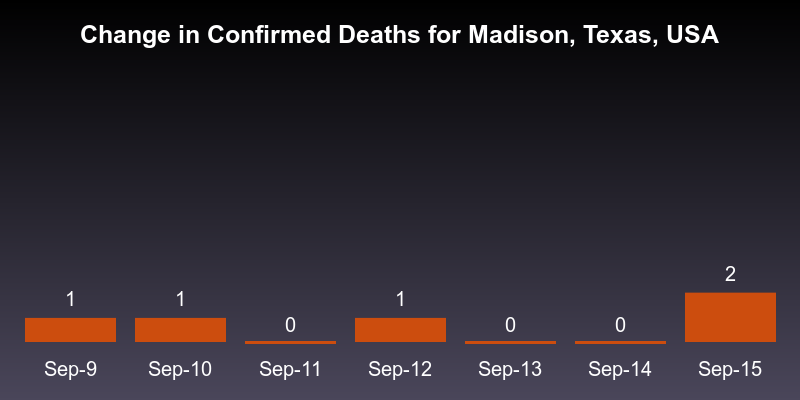 Change in Confirmed Deaths for Madison, Texas, USA
1 1 0 1 0 0 2
Sep-9 Sep-10 Sep-11 Sep-12 Sep-13 Sep-14 Sep-15